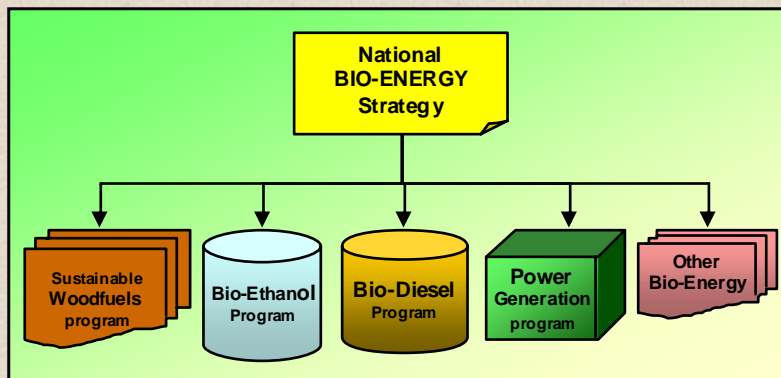 National
BIO-ENERGY
Strategy
Sustainable
Woodfuels
program
Bio-Ethanol
Program
Bio-Diesel
Program
Power
Generation
program
Other
Bio-Energy